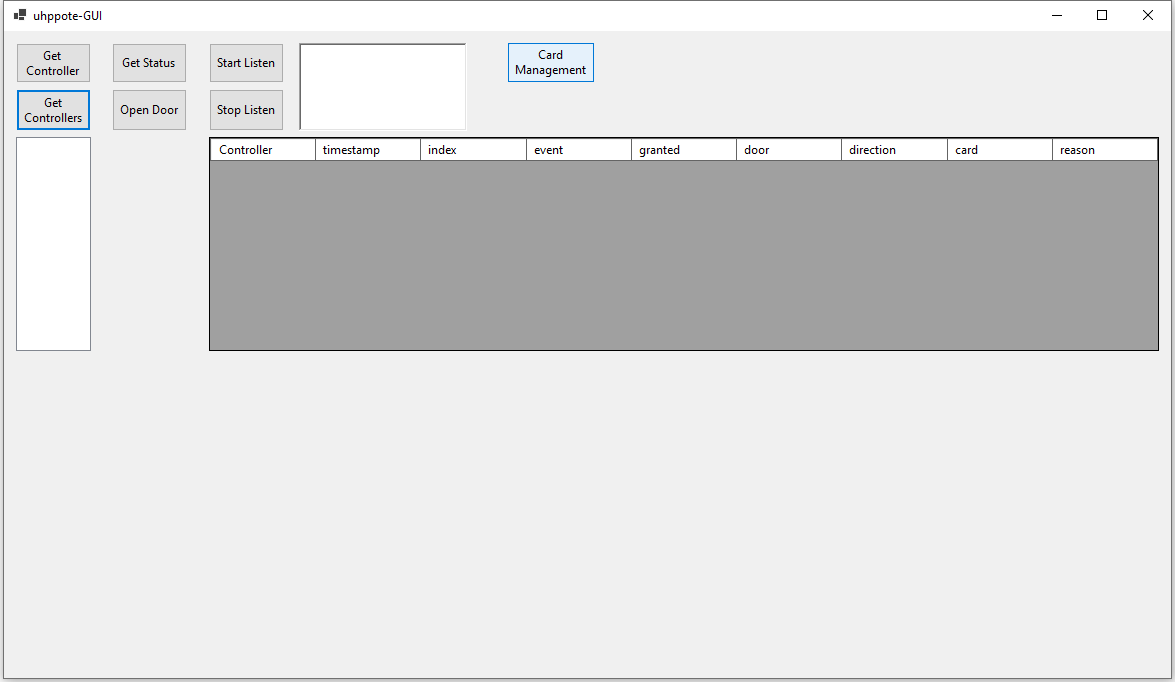 uhppote-GUI
Get
Controller
Get Status
Start Listen
Card
Management
Get
Controllers
Open Door
Stop Listen
Controller timestamp index event granted door direction card reason